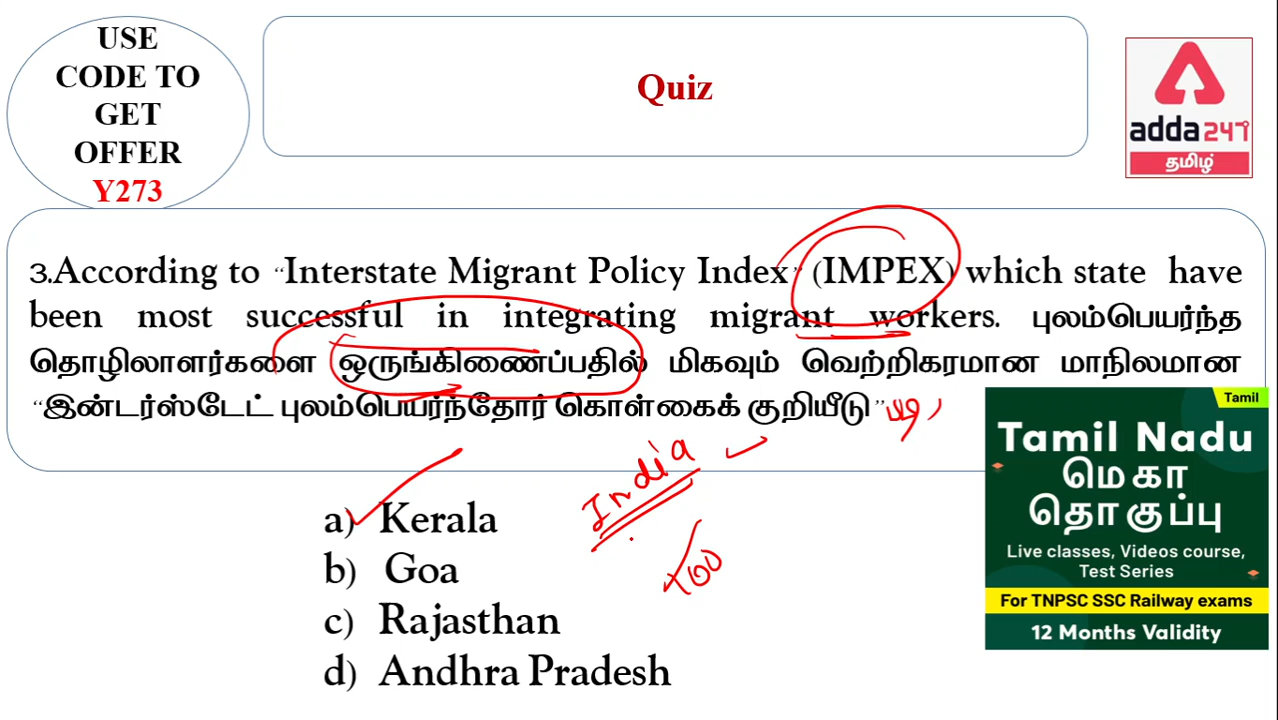 USE
CODE TO
GET
OFFER
Y273
Quiz
adda247
தமிழ்
3.According to “Interstate Migrant Policy Index” (IMPEX) which state have
been most successful in integrating migrant workers. புலம்பெயர்ந்த
தொழிலாளர்களை ஒருங்கிணைப்பதில் மிகவும் வெற்றிகரமான மாநிலமான
“இன்டர்ஸ்டேட் புலம்பெயர்ந்தோர் கொள்கைக் குறியீடு”
India
a) Kerala
b) Goa
c) Rajasthan
d) Andhra Pradesh
Tamil
Tamil Nadu
மெகா
தொகுப்பு
Live classes, Videos course,
Test Series
For TNPSC SSC Railway exams
12 Months Validity